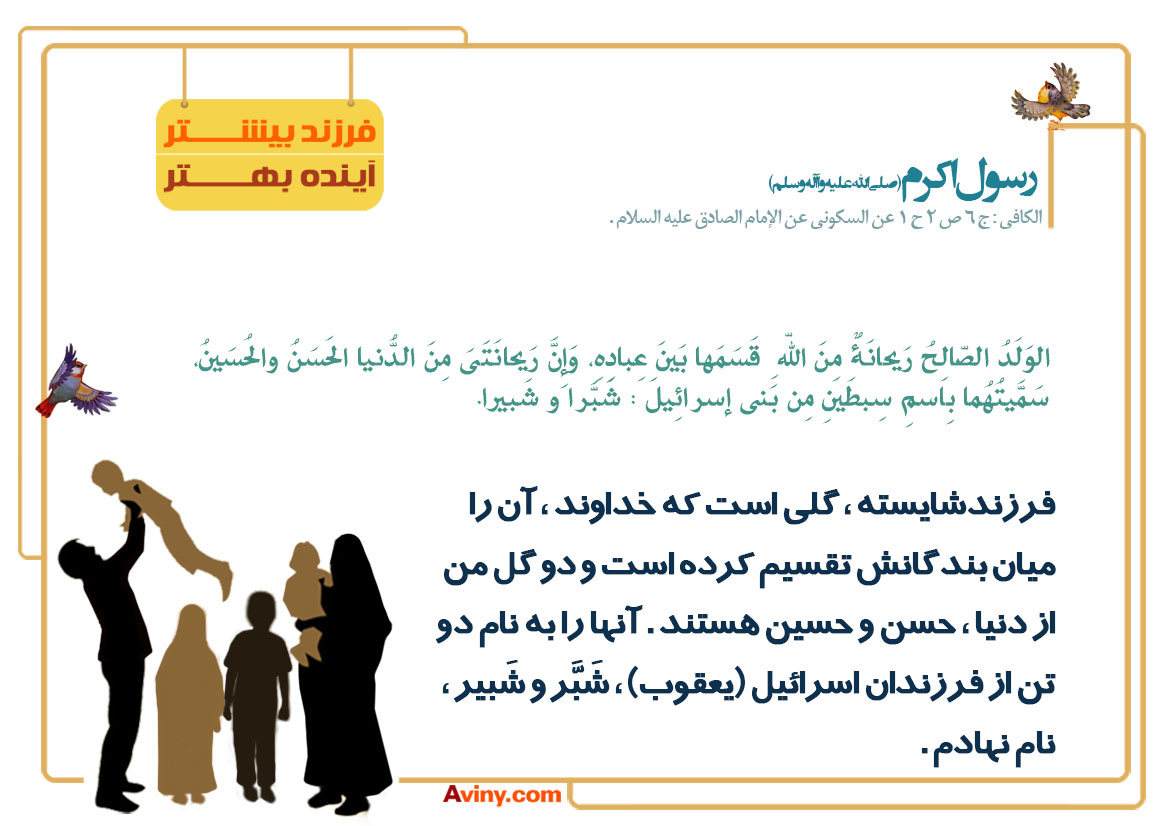 فرزند بیشتر
آینده بهتر
رسول اکرم (صلی‌الله‌علیه‌وآله‌وسلم)
الکافی : ج ٦ ص ٢ ح ١ عن السکونی عن الإمام الصادق علیه السلام .
الوَلَدُ الصّالِحُ رَیحانَةٌ مِنَ اللّهِ قَسَمَها بَینَ عِبادِهِ، وَإنَّ رَیحانَتَیَ مِنَ الدُّنیا الحَسَنُ والحُسَینُ،
سَمَّیتُهُما بِاسمِ سِبطَینِ مِن بَنی إسرائِیلَ : شَبَّراَ و شَبیرا.
فرزند شایسته ، گلی است که خداوند ، آن را
میان بندگانش تقسیم کرده است و دو گل من
از دنیا ، حسن و حسین هستند . آنها را به نام دو
تن از فرزندان اسرائیل (یعقوب) ، شَبَّر و شَبیر ،
نام نهادم .
Aviny.com